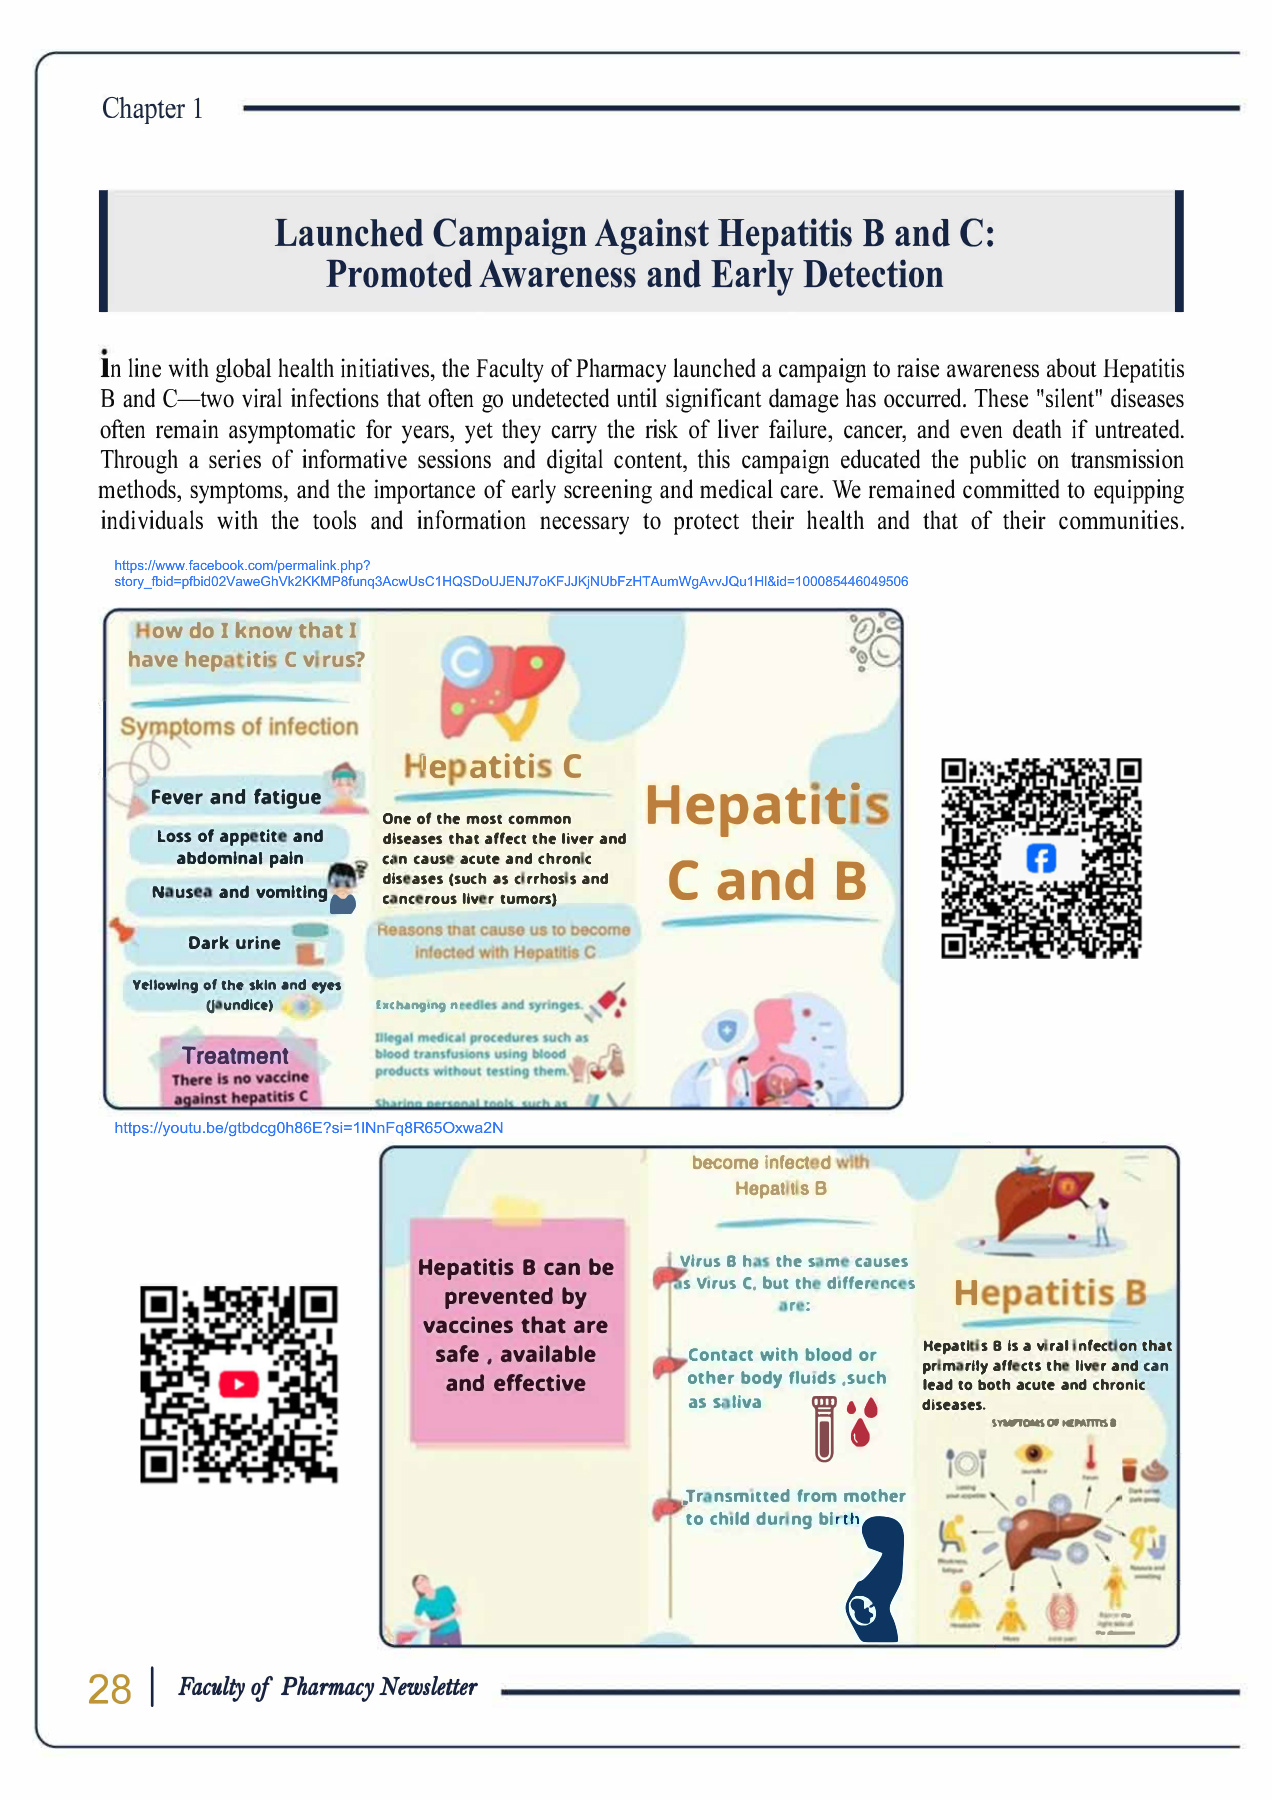 Chapter 1
Launched Campaign Against Hepatitis B and C:
Promoted Awareness and Early Detection
in line with global health initiatives, the Faculty of Pharmacy launched a campaign to raise awareness about Hepatitis
B and C—two viral infections that often go undetected until significant damage has occurred. These "silent" diseases
often remain asymptomatic for years, yet they carry the risk of liver failure, cancer, and even death if untreated.
Through a series of informative sessions and digital content, this campaign educated the public on transmission
methods, symptoms, and the importance of early screening and medical care. We remained committed to equipping
individuals with the tools and information necessary to protect their health and that of their communities.
https://www.facebook.com/permalink.php?
story_fbid=pfbid02VaweGhVk2KKMP8funq3AcwUsC1HQSDoUJENJ7oKFJJKjNUbFzHTAumWgAvvJQu1Hl&id=100085446049506
How do I know that I
have hepatitis C virus?
Symptoms of infection
Fever and fatigue
Loss of appetite and
abdominal pain
Nausea and vomiting
Dark urine
Yellowing of the skin and eyes
(jaundice)
Treatment
There is no vaccine
against hepatitis C
C
Hepatitis C
One of the most common
diseases that affect the liver and
can cause acute and chronic
diseases (such as cirrhosis and
cancerous liver tumors)
Reasons that cause us to become
infected with Hepatitis C
Exchanging needles and syringes.
Illegal medical procedures such as
blood transfusions using blood
products without testing them.
Sharing personal tools, such as
Hepatitis
C and B
https://youtu.be/gtbdcg0h86E?si=1lNnFq8R65Oxwa2N
Hepatitis B can be
prevented by
vaccines that are
safe , available
and effective
become infected with
Hepatitis B
Virus B has the same causes
as Virus C, but the differences
are:
Contact with blood or
other body fluids ,such
as saliva
Transmitted from mother
to child during birth
Hepatitis B
Hepatitis B is a viral infection that
primarily affects the liver and can
lead to both acute and chronic
diseases.
SYMPTOMS OF HEPATITIS B
28
Faculty of Pharmacy Newsletter